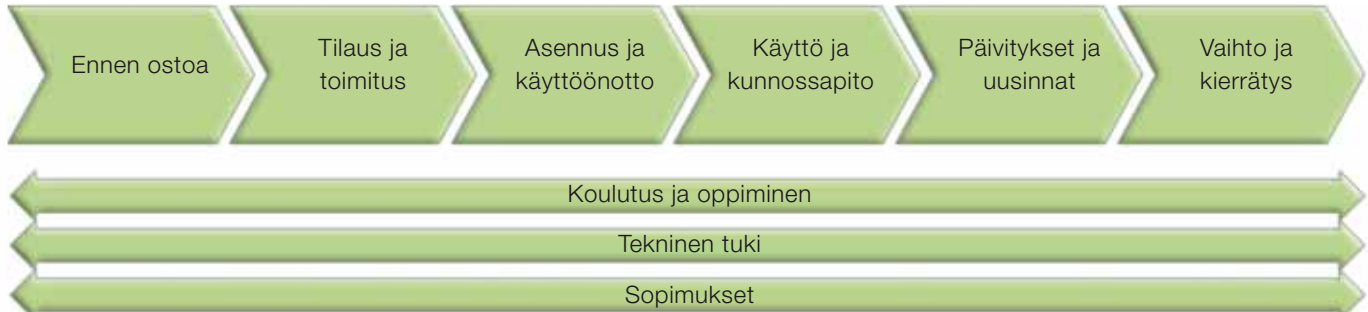 Ennen ostoa
Tilaus ja
toimitus
Asennus ja
käyttöönotto
Käyttö ja
kunnossapito
Päivitykset ja
uusinnat
Vaihto ja
kierrätys
Koulutus ja oppiminen
Tekninen tuki
Sopimukset